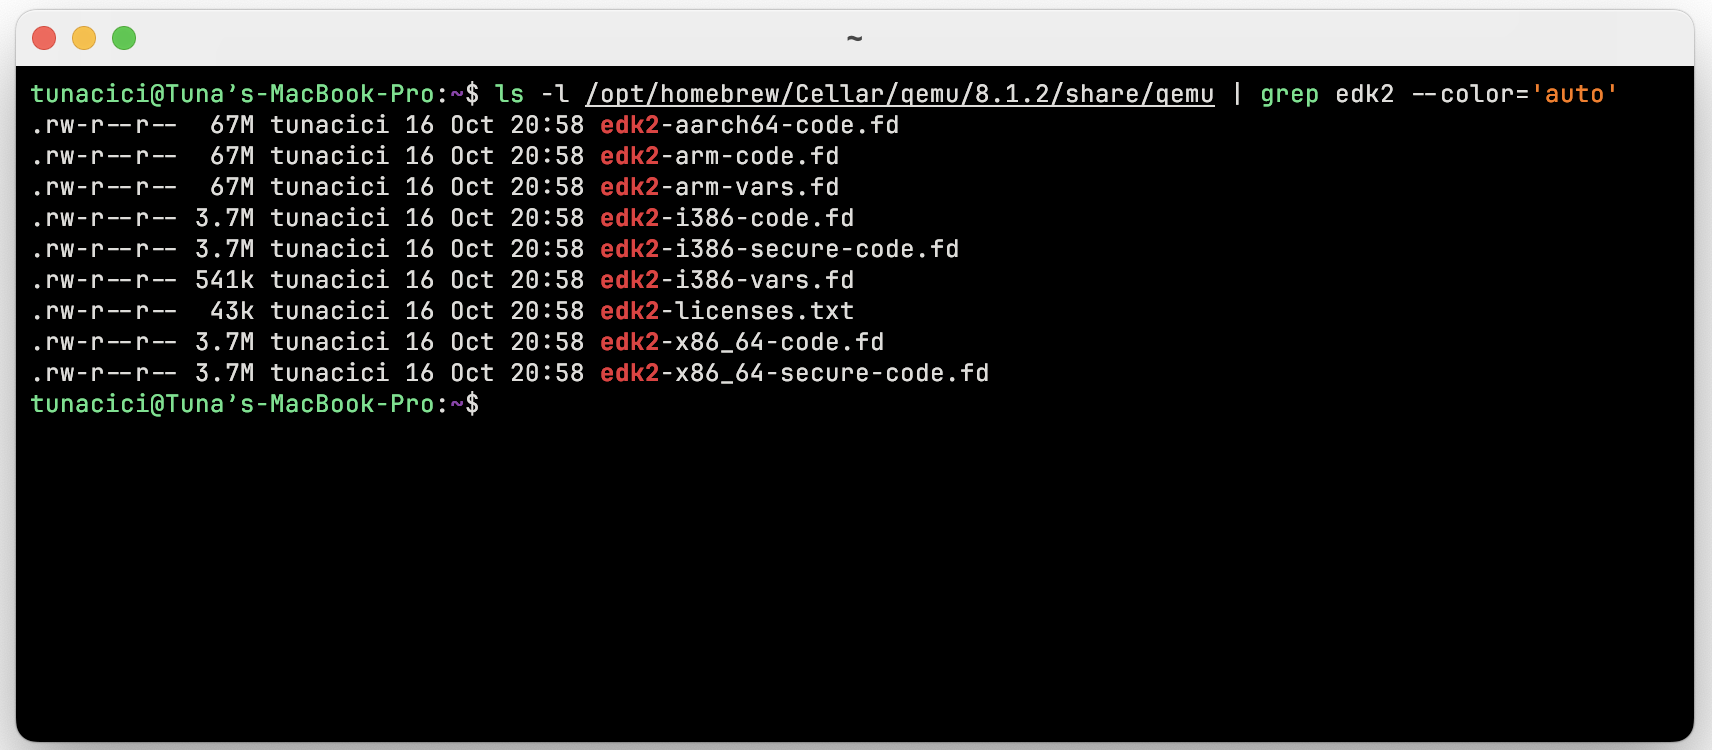 ~
tunacici@Tuna’s-MacBook-Pro:~$ ls -l /opt/homebrew/Cellar/qemu/8.1.2/share/qemu | grep edk2 --color='auto'
.rw-r--r--  67M tunacici 16 Oct 20:58 edk2-aarch64-code.fd
.rw-r--r--  67M tunacici 16 Oct 20:58 edk2-arm-code.fd
.rw-r--r--  67M tunacici 16 Oct 20:58 edk2-arm-vars.fd
.rw-r--r-- 3.7M tunacici 16 Oct 20:58 edk2-i386-code.fd
.rw-r--r-- 3.7M tunacici 16 Oct 20:58 edk2-i386-secure-code.fd
.rw-r--r-- 541k tunacici 16 Oct 20:58 edk2-i386-vars.fd
.rw-r--r--  43k tunacici 16 Oct 20:58 edk2-licenses.txt
.rw-r--r-- 3.7M tunacici 16 Oct 20:58 edk2-x86_64-code.fd
.rw-r--r-- 3.7M tunacici 16 Oct 20:58 edk2-x86_64-secure-code.fd
tunacici@Tuna’s-MacBook-Pro:~$